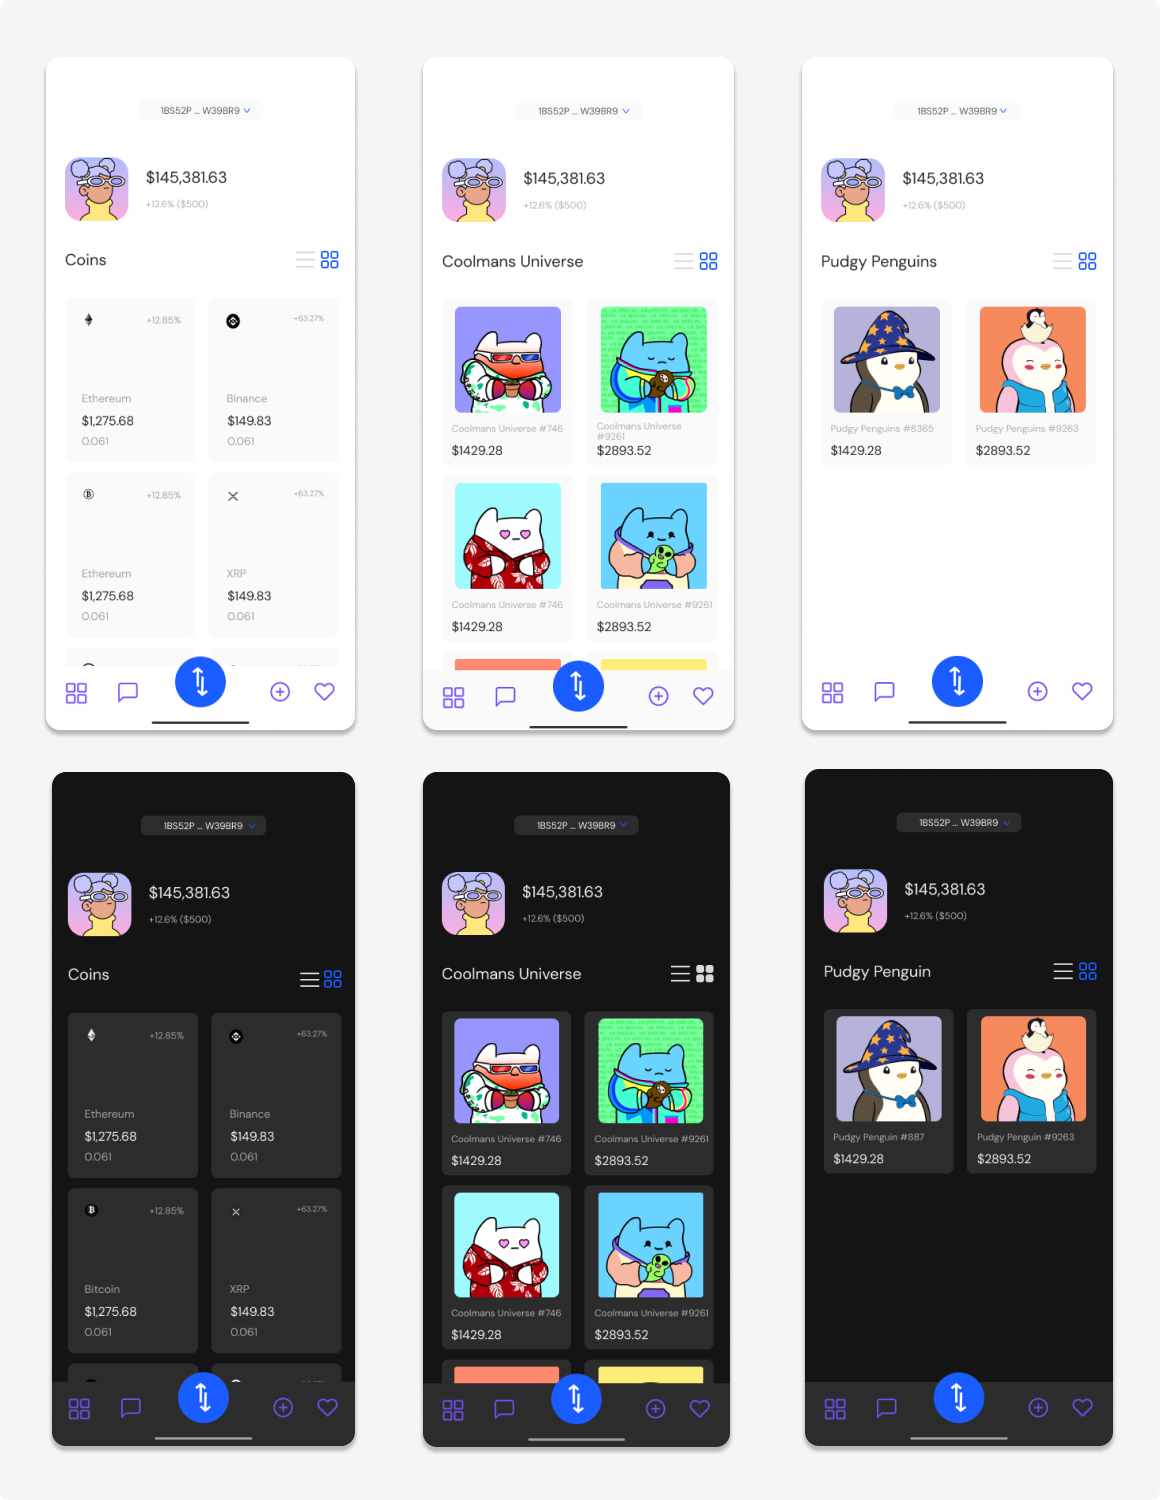 1BS52P ... W39BR9
$145,381.63
+12.6% ($500)
Coins
+12.85%
+63.27%
Ethereum
Binance
$1,275.68
$149.83
0.061
0.061
+12.85%
+63.27%
Ethereum
XRP
$1,275.68
$149.83
0.061
0.061
1BS52P ... W39BR9
$145,381.63
+12.6% ($500)
Coolmans Universe
Coolmans Universe #746
Coolmans Universe
#9261
$1429.28
$2893.52
Coolmans Universe #746
Coolmans Universe #9261
$1429.28
$2893.52
1BS52P ... W39BR9
$145,381.63
+12.6% ($500)
Pudgy Penguins
Pudgy Penguins #8365
Pudgy Penguins #9263
$1429.28
$2893.52
1BS52P ... W39BR9
$145,381.63
+12.6% ($500)
Coins
+12.85%
+63.27%
Ethereum
Binance
$1,275.68
$149.83
0.061
0.061
+12.85%
+63.27%
Bitcoin
XRP
$1,275.68
$149.83
0.061
0.061
1BS52P ... W39BR9
$145,381.63
+12.6% ($500)
Coolmans Universe
Coolmans Universe #746
Coolmans Universe #9261
$1429.28
$2893.52
Coolmans Universe #746
Coolmans Universe #9261
$1429.28
$2893.52
1BS52P ... W39BR9
$145,381.63
+12.6% ($500)
Pudgy Penguin
Pudgy Penguin #887
Pudgy Penguin #9263
$1429.28
$2893.52